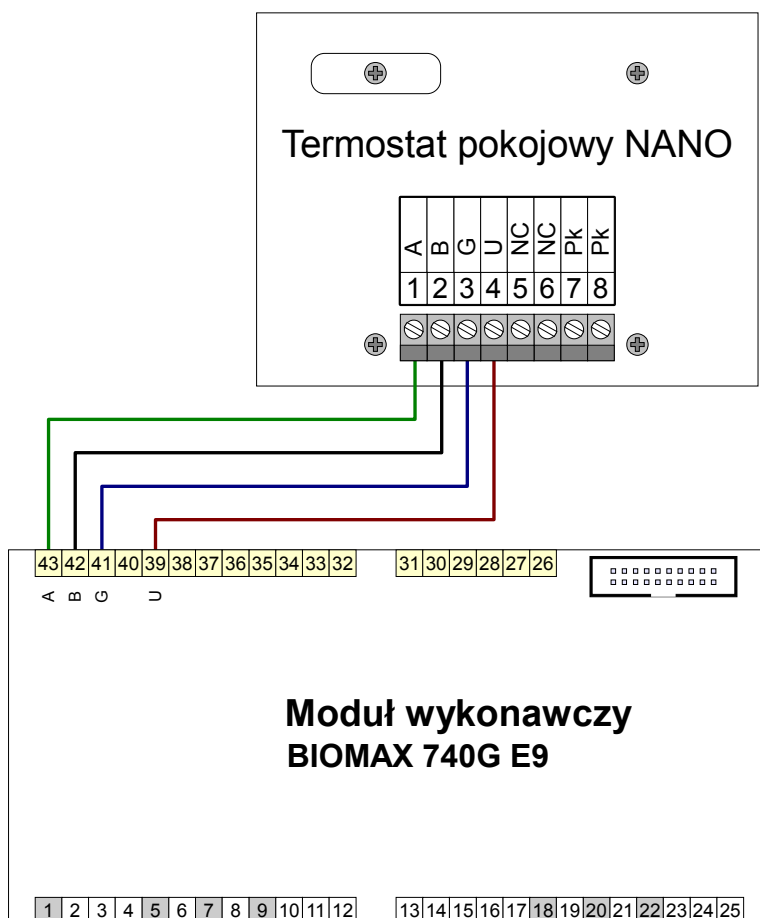 Termostat pokojowy NANO
A B G U NC NC Pk Pk
1 2 3 4 5 6 7 8
43 42 41 40 39 38 37 36 35 34 33 32 31 30 29 28 27 26
A B G U
Moduł wykonawczy
BIOMAX 740G E9
1 2 3 4 5 6 7 8 9 10 11 12 13 14 15 16 17 18 19 20 21 22 23 24 25